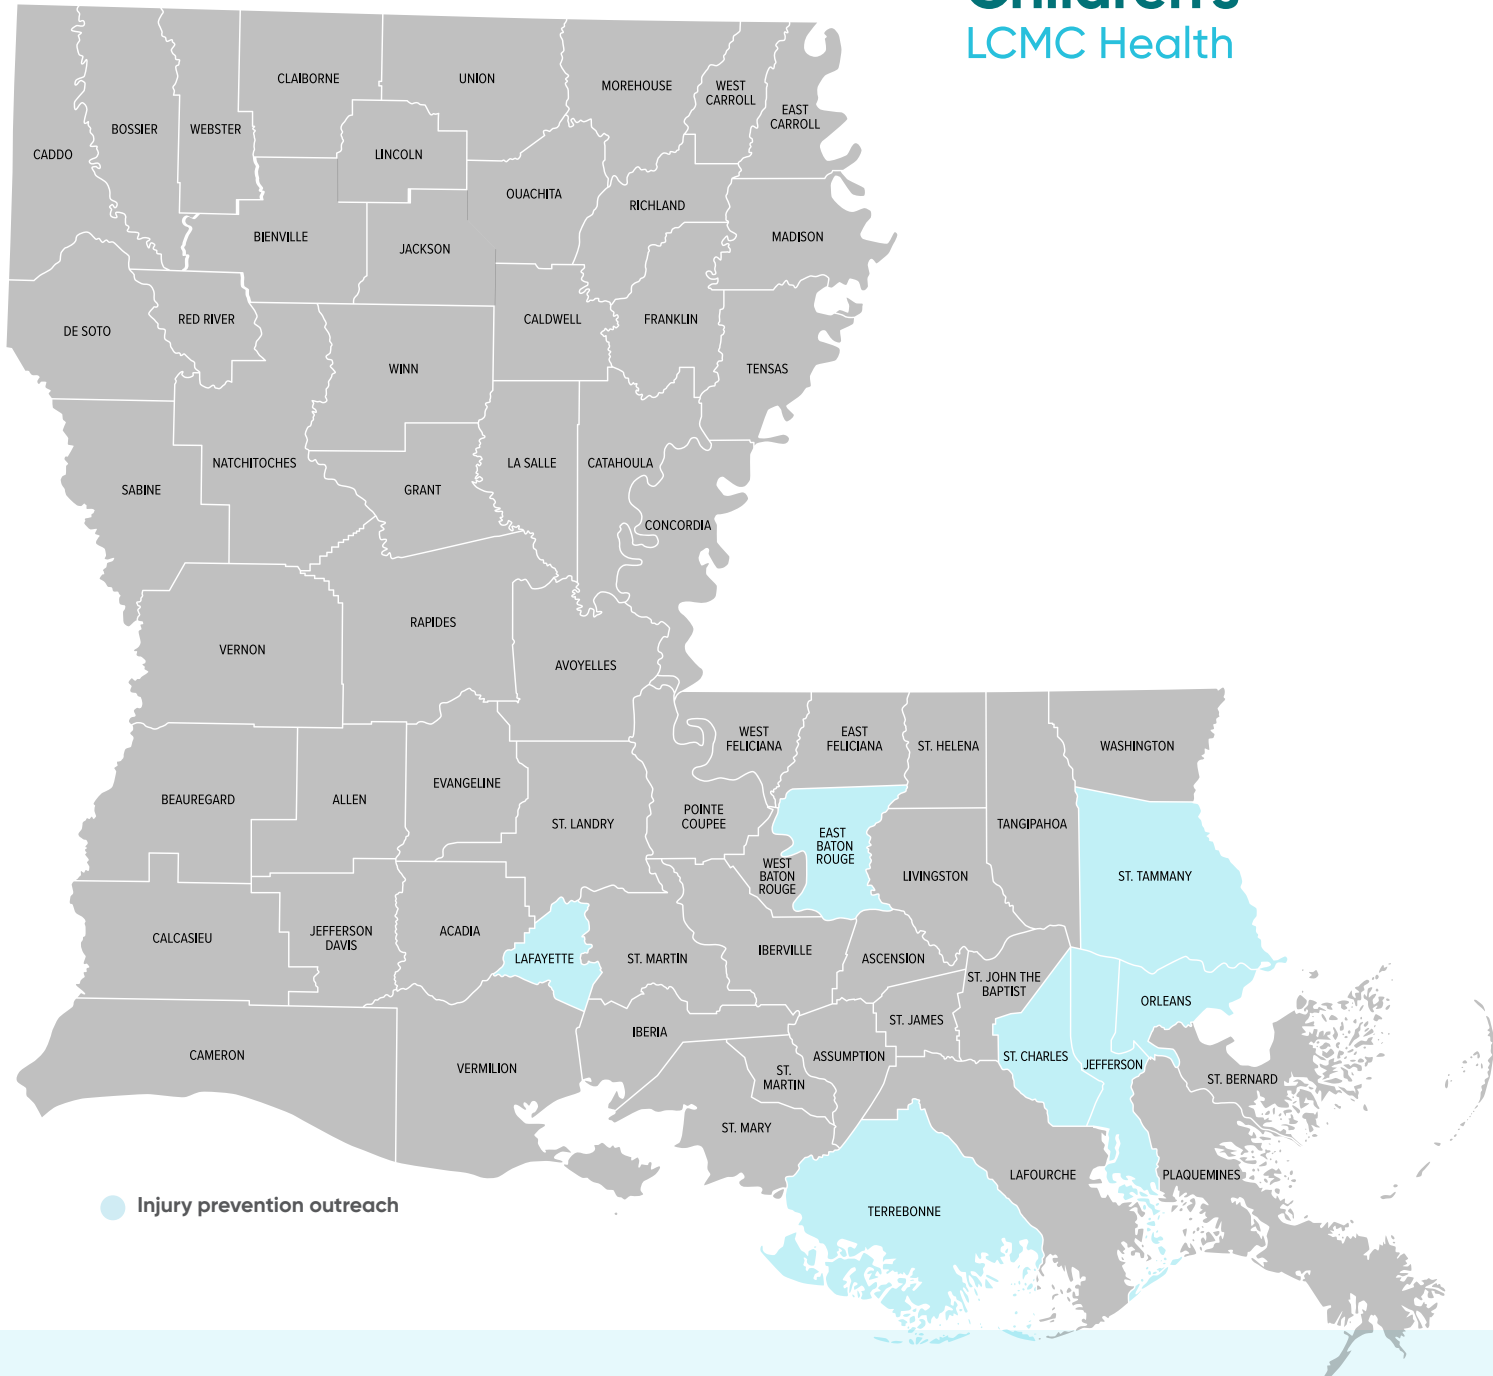 Children's
LCMC Health
CLAIBORNE
UNION
MOREHOUSE
WEST
CARROLL
EAST
CARROLL
BOSSIER
WEBSTER
CADDO
LINCOLN
OUACHITA
RICHLAND
BIENVILLE
JACKSON
MADISON
RED RIVER
DE SOTO
CALDWELL
FRANKLIN
WINN
TENSAS
NATCHITOCHES
LA SALLE
CATAHOULA
SABINE
GRANT
CONCORDIA
RAPIDES
VERNON
AVOYELLES
WEST
FELICIANA
EAST
FELICIANA
ST. HELENA
WASHINGTON
EVANGELINE
BEAUREGARD
ALLEN
ST. LANDRY
POINTE
COUPEE
TANGIPAHOA
EAST
BATON
ROUGE
WEST
BATON
ROUGE
LIVINGSTON
ST. TAMMANY
CALCASIEU
JEFFERSON
DAVIS
ACADIA
LAFAYETTE
ST. MARTIN
IBERVILLE
ASCENSION
ST. JOHN THE
BAPTIST
ORLEANS
ST. JAMES
IBERIA
CAMERON
VERMILION
ASSUMPTION
ST. CHARLES
JEFFERSON
ST.
MARTIN
ST. BERNARD
ST. MARY
LAFOURCHE
PLAQUEMINES
TERREBONNE
Injury prevention outreach